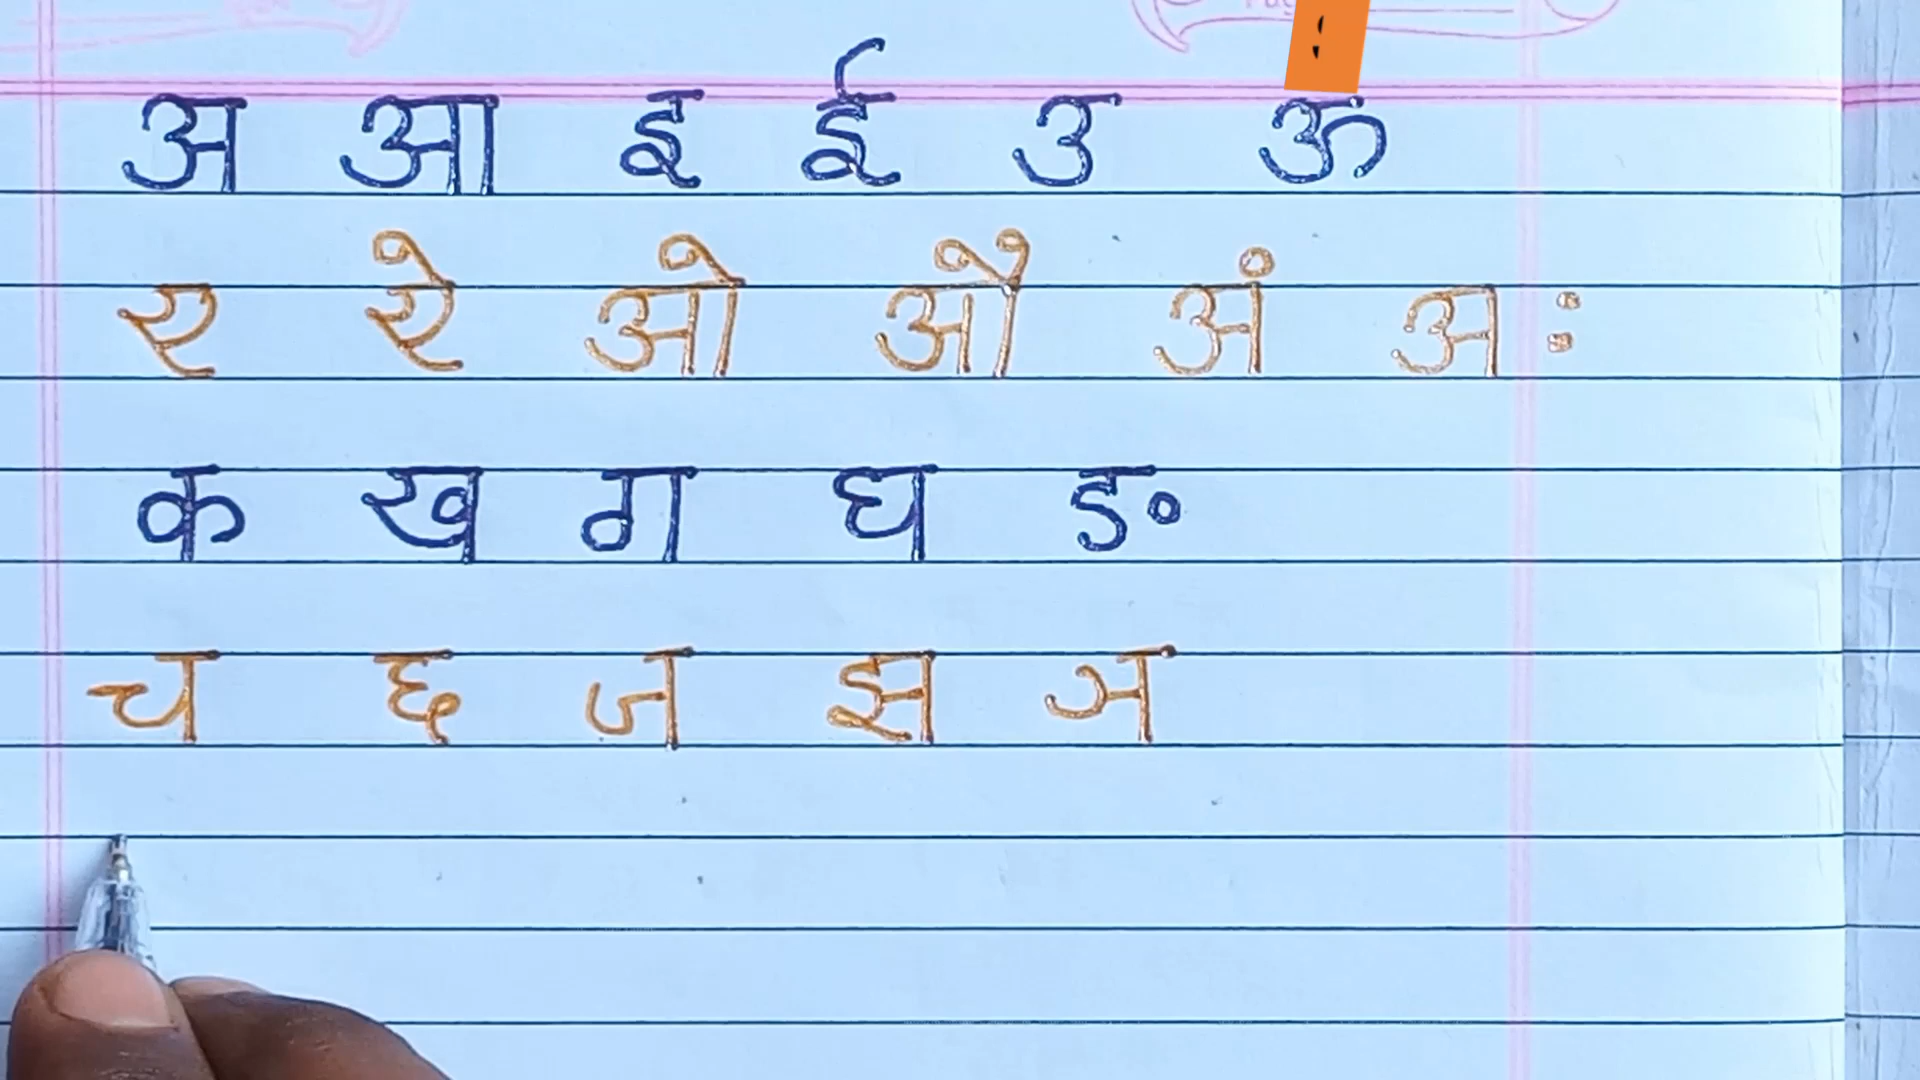 अ आ इ ई उ ऊ
ए ऐ ओ औ अं अः
क ख ग घ ङ
च छ ज झ ञ